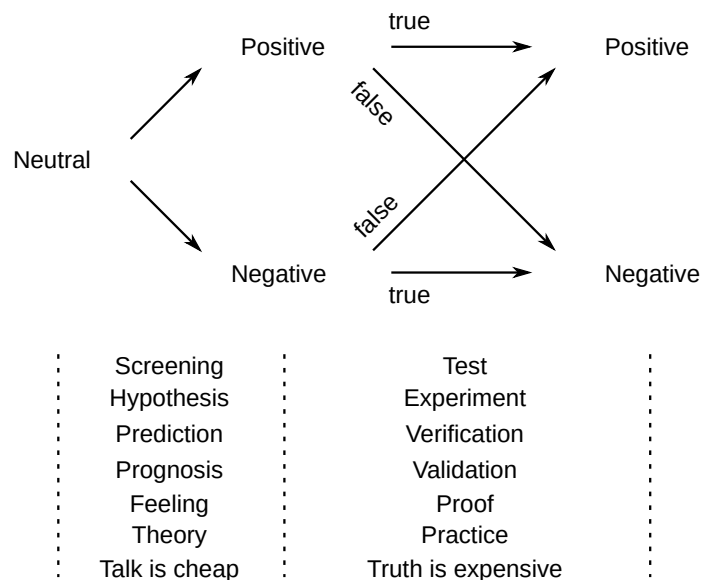 true
Positive Positive
false
Neutral
false
Negative Negative
true
Screening Test
Hypothesis Experiment
Prediction Verification
Prognosis Validation
Feeling Proof
Theory Practice
Talk is cheap Truth is expensive